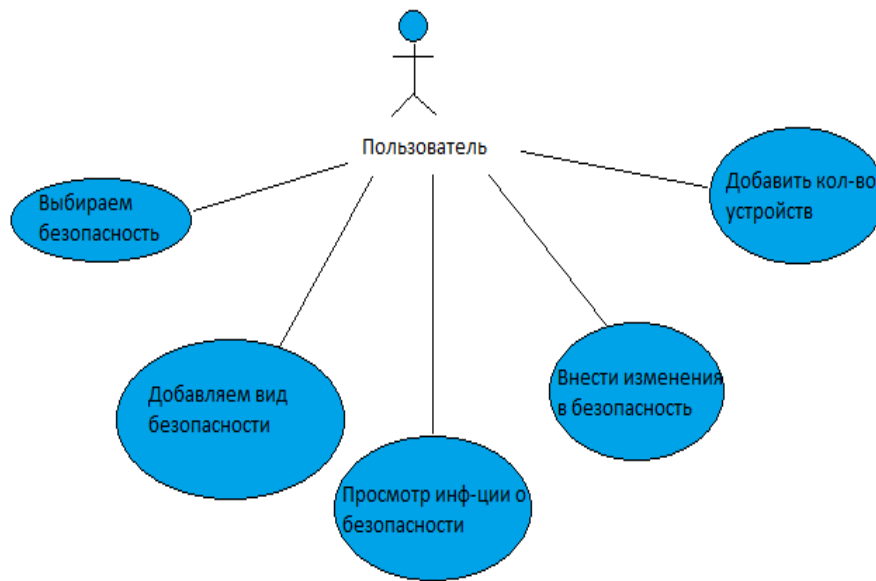 Пользователь
Выбираем
безопасность
Добавляем вид
безопасности
Просмотр инф-ции о
безопасности
Внести изменения
в безопасность
Добавить кол-во
устройств